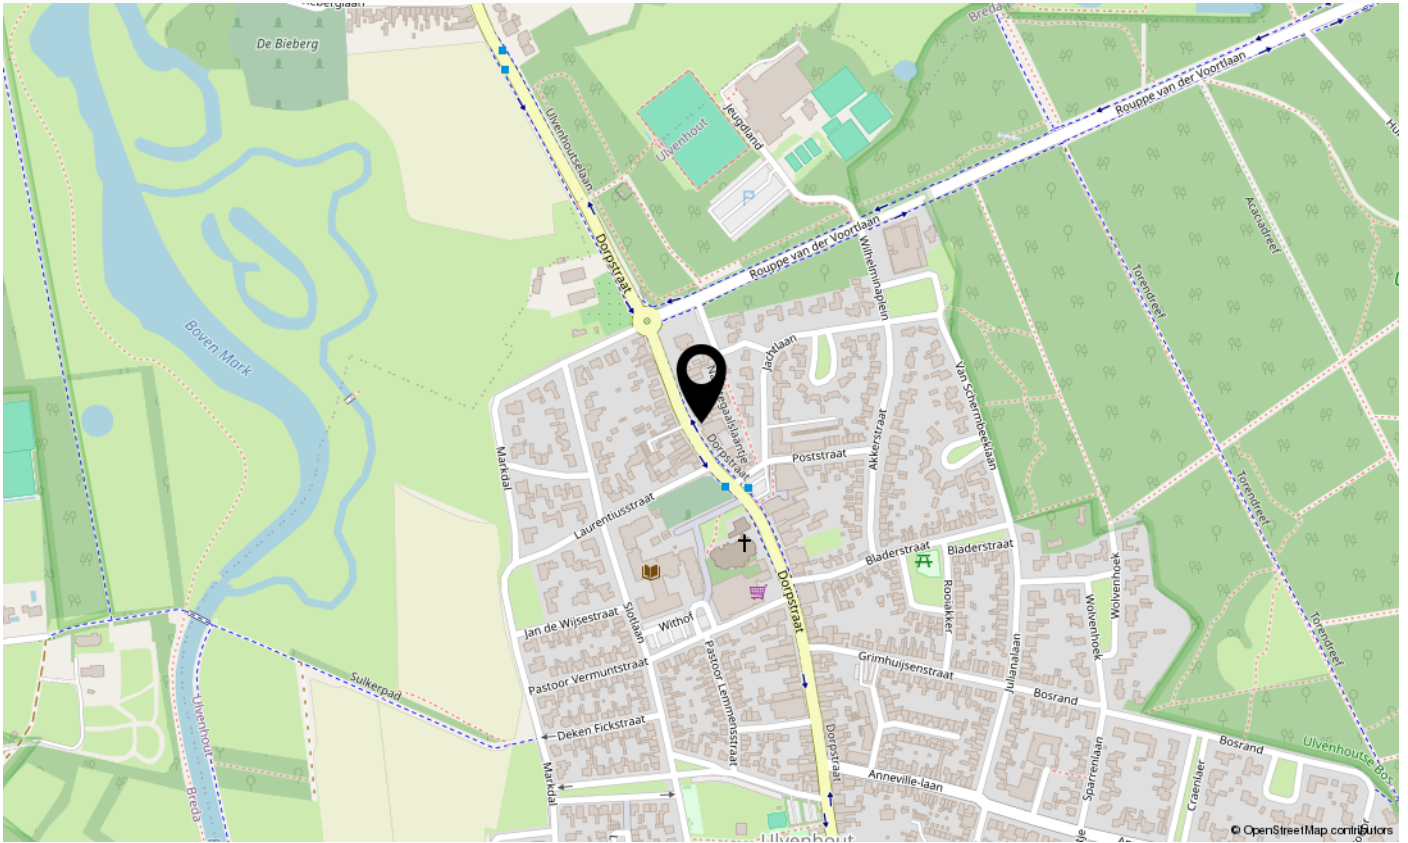 De Bieberg
Breda
Rouppe van der Voortlaan
Ulvenhoutselaan
Jeugdland
Ulvenhout
P
Acaciadreef
Dorpstraat
Rouppe van der Voortlaan
Wilhelminaplein
Torendreef
Boven Mark
Jachtlaan
Van Schermbeeklaan
Akkerstraat
Dorpstraat
Poststraat
Markdal
Torendreef
Laurentiusstraat
Bladerstraat
Bladerstraat
Dorpstraat
Roosakker
Wolvenhoek
Wolvenhoek
Jan de Wijsestraat
Slotlaan
Withof
Torendreef
Pastoor Vermuntstraat
Pastoor Lemmensstraat
Grimhuijsenstraat
Julianalaan
Sulkerpad
Bosrand
Ulvenhout
Breda
Deken Fickstraat
Dorpstraat
Bosrand
Ulvenhoutse Bos
Markdal
Anneville-laan
Sparrenlaan
Craenlaer
Ulvenhout
© OpenStreetMap contributors